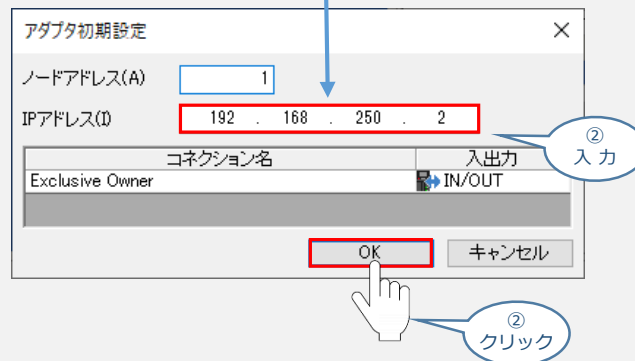 アダプタ初期設定
ノードアドレス(A) 1
IPアドレス(I) 192 . 168 . 250 . 2
②
入力
コネクション名 入出力
Exclusive Owner IN/OUT
OK キャンセル
②
クリック